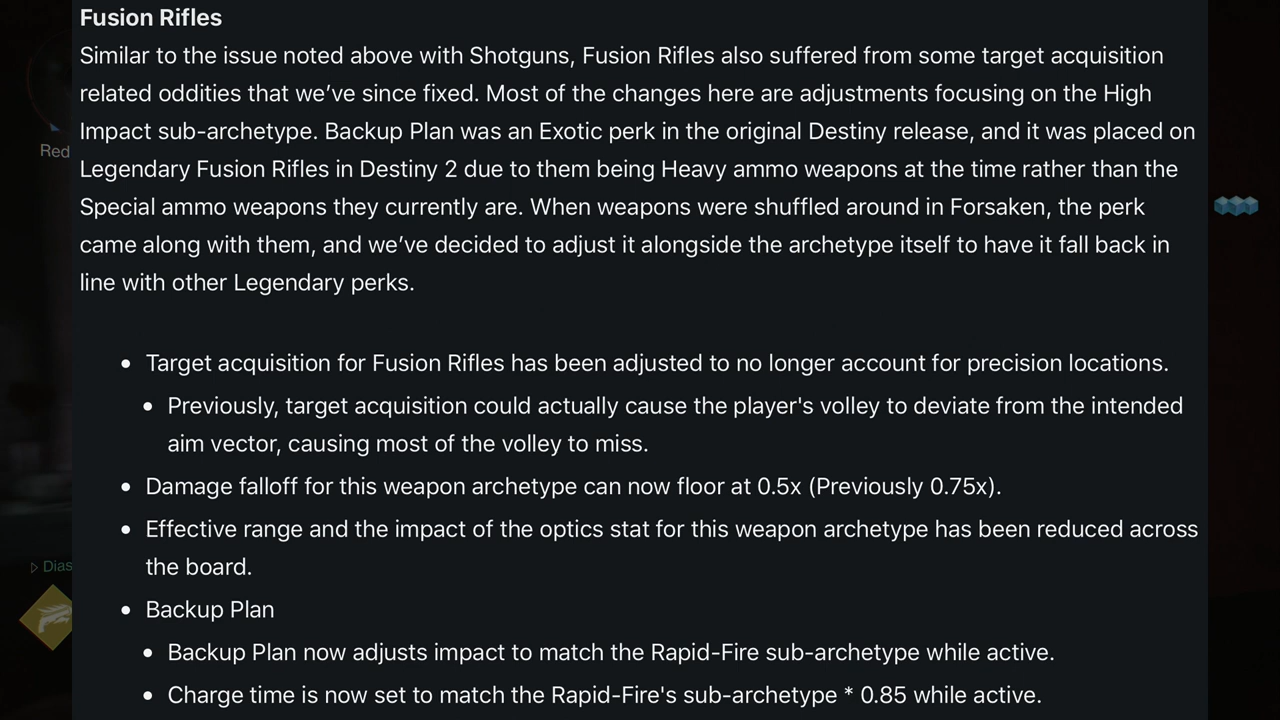 Fusion Rifles
Similar to the issue noted above with Shotguns, Fusion Rifles also suffered from some target acquisition
related oddities that we’ve since fixed. Most of the changes here are adjustments focusing on the High
Impact sub-archetype. Backup Plan was an Exotic perk in the original Destiny release, and it was placed on
Legendary Fusion Rifles in Destiny 2 due to them being Heavy ammo weapons at the time rather than the
Special ammo weapons they currently are. When weapons were shuffled around in Forsaken, the perk
came along with them, and we’ve decided to adjust it alongside the archetype itself to have it fall back in
line with other Legendary perks.
• Target acquisition for Fusion Rifles has been adjusted to no longer account for precision locations.
• Previously, target acquisition could actually cause the player's volley to deviate from the intended
aim vector, causing most of the volley to miss.
• Damage falloff for this weapon archetype can now floor at 0.5x (Previously 0.75x).
• Effective range and the impact of the optics stat for this weapon archetype has been reduced across
the board.
• Backup Plan
• Backup Plan now adjusts impact to match the Rapid-Fire sub-archetype while active.
• Charge time is now set to match the Rapid-Fire's sub-archetype * 0.85 while active.
Red
Dias